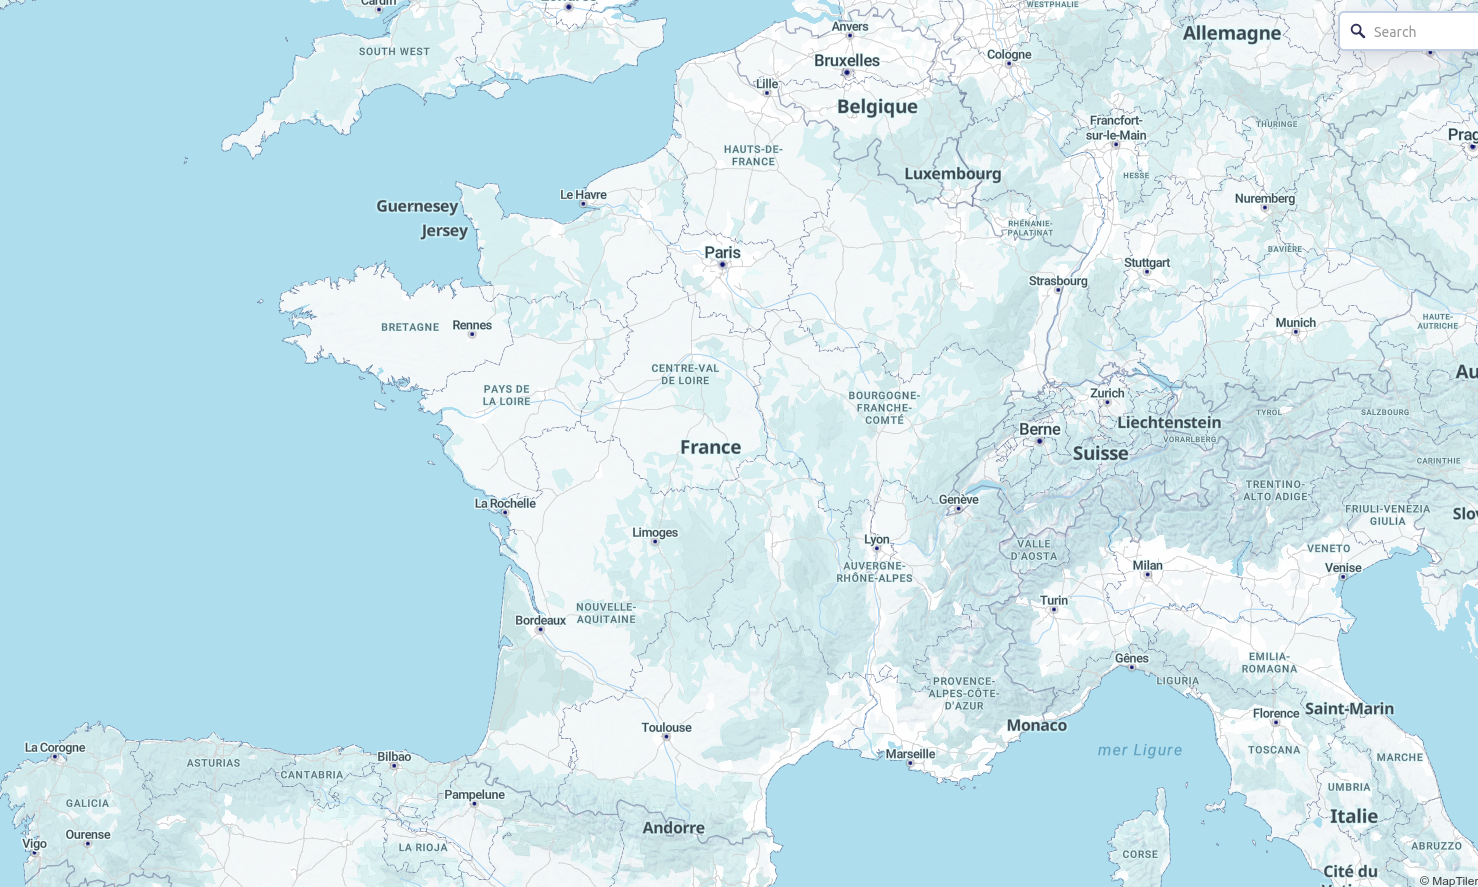 Cardiff
Londres
WESTPHALIE
Anvers
Allemagne
Search
SOUTH WEST
Bruxelles
Cologne
Lille
Belgique
Francfort-
sur-le-Main
THURINGE
Prag
HAUTS-DE-
FRANCE
Luxembourg
HESSE
Le Havre
Guernesey
Nuremberg
Jersey
RHÉNANIE-
PALATINAT
Paris
BAVIÈRE
Stuttgart
Strasbourg
BRETAGNE
Rennes
Munich
HAUTE-
AUTRICHE
CENTRE-VAL
DE LOIRE
Au
PAYS DE
LA LOIRE
BOURGOGNE-
FRANCHE-
COMTÉ
Zurich
TYROL
SALZBOURG
Liechtenstein
Berne
VORARLBERG
France
Suisse
CARINTHIE
TRENTINO-
ALTO ADIGE
Genève
La Rochelle
FRIULI-VENEZIA
GIULIA
Slov
Limoges
Lyon
VALLE
D'AOSTA
VENETO
Milan
Venise
AUVERGNE-
RHÔNE-ALPES
Turin
NOUVELLE-
AQUITAINE
Bordeaux
Gênes
EMILIA-
ROMAGNA
LIGURIA
PROVENCE-
ALPES-CÔTE-
D'AZUR
Florence
Saint-Marin
Monaco
Toulouse
La Corogne
mer Ligure
TOSCANA
Marseille
Bilbao
ASTURIAS
MARCHE
CANTABRIA
UMBRIA
Pampelune
GALICIA
Italie
Andorre
Ourense
Vigo
LA RIOJA
ABRUZZO
CORSE
Cité du
© MapTiler